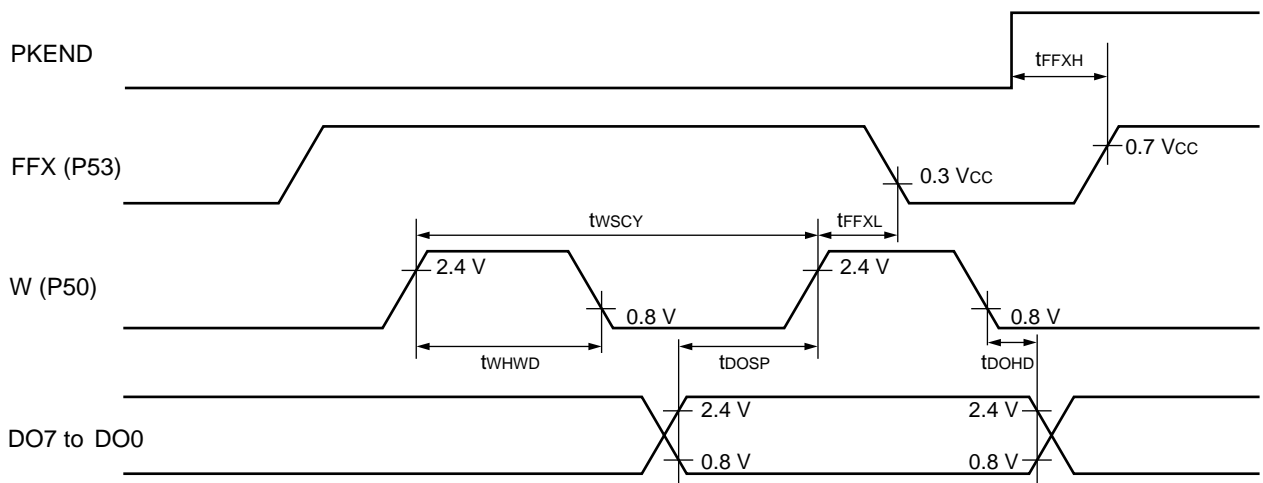 PKEND
tFFXH
FFX (P53)
0.7 VCC
0.3 VCC
tWSCY
tFFXL
W (P50)
2.4 V
2.4 V
0.8 V
0.8 V
tWHWD
tDOSP
tDOHD
DO7 to DO0
2.4 V
2.4 V
0.8 V
0.8 V